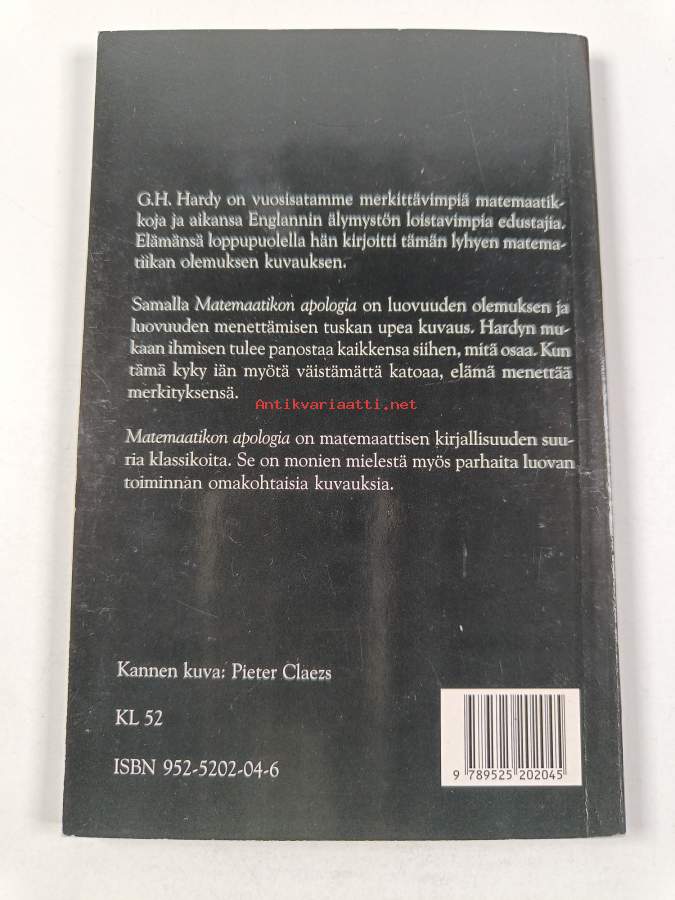 G.H. Hardy on vuosisatamme merkittävimpiä matemaatik-
koja ja aikansa Englannin älymystön loistavimpia edustajia.
Elämänsä loppupuolella hän kirjoitti tämän lyhyen matema-
tiikan olemuksen kuvauksen.
Samalla Matemaatikon apologia on luovuuden olemuksen ja
luovuuden menettämisen tuskan upea kuvaus. Hardyn mu-
kaan ihmisen tulee panostaa kaikkensa siihen, mitä osaa. Kun
tämä kyky iän myötä väistämättä katoaa, elämä menettää
merkityksensä.
Antikvariaatti.net
Matemaatikon apologia on matemaattisen kirjallisuuden suu-
ria klassikoita. Se on monien mielestä myös parhaita luovan
toiminnan omakohtaisia kuvauksia.
Kannen kuva: Pieter Claezs
KL 52
ISBN 952-5202-04-6
9 789525 202045